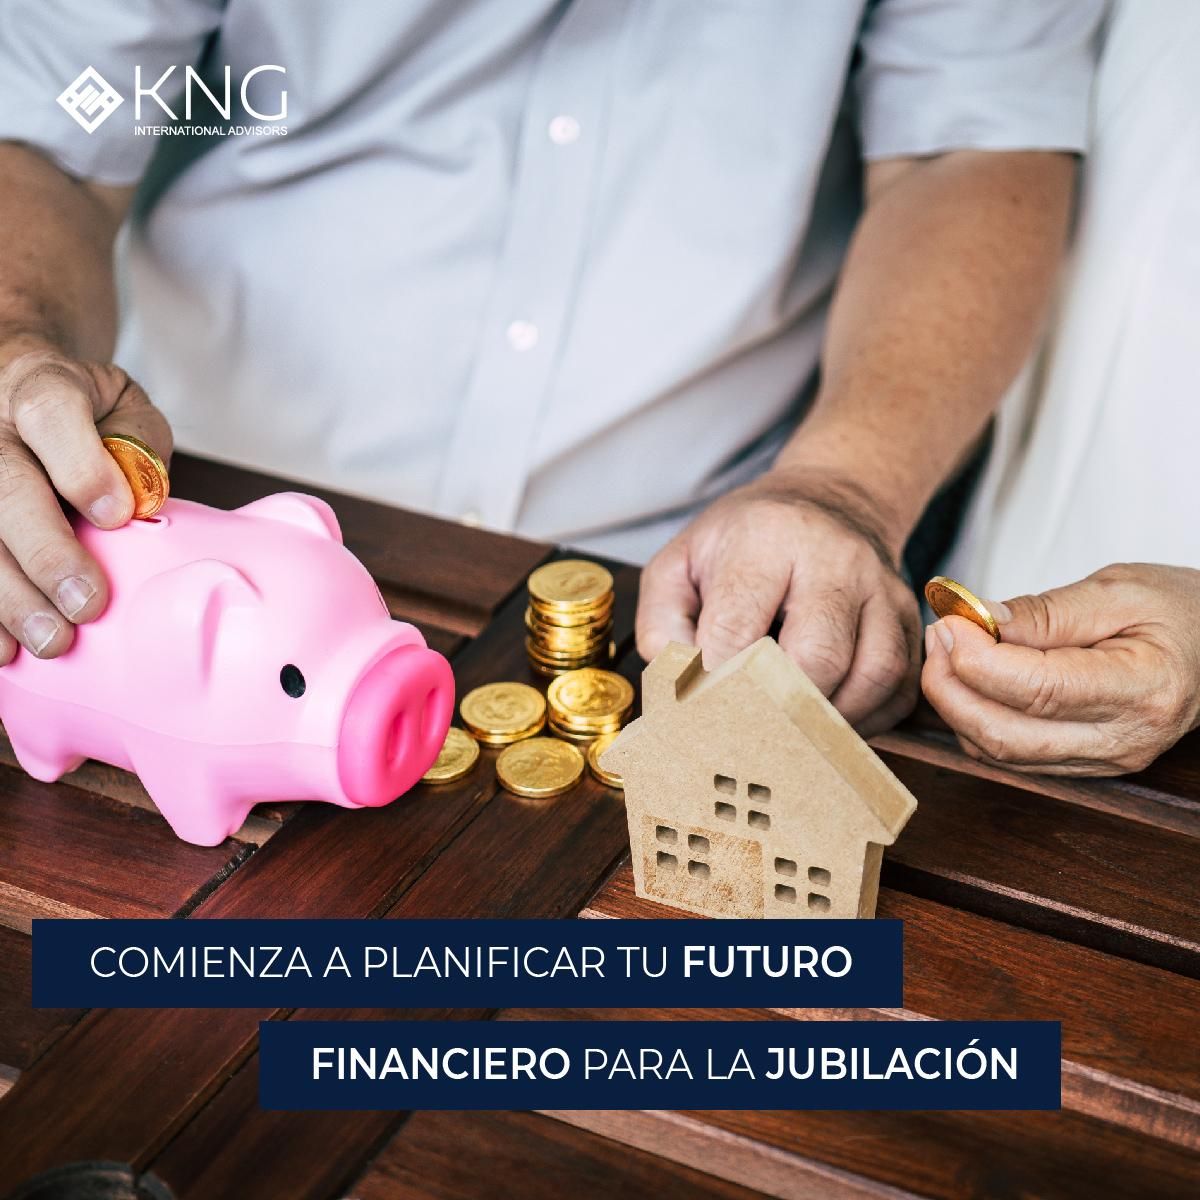 KNG
INTERNATIONAL ADVISORS
COMIENZA A PLANIFICAR TU FUTURO
FINANCIERO PARA LA JUBILACIÓN